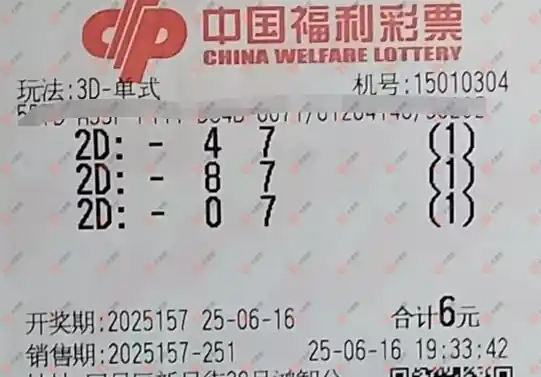 中国福利彩票
CHINA WELFARE LOTTERY
玩法:3D-单式 机号:15010304
2D: - 4 7 (1)
2D: - 8 7 (1)
2D: - 0 7 (1)
开奖期:2025157 25-06-16 合计6元
销售期:2025157-251 25-06-16 19:33:42